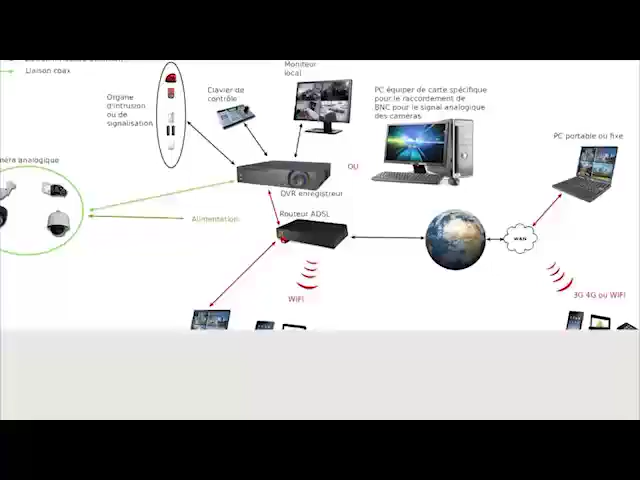 Liaison coax
Moniteur
local
Organe
d'intrusion
ou de
signalisation
Clavier de
contrôle
PC équiper de carte spécifique
pour le raccordement de
BNC pour le signal analogique
des caméras
PC portable ou fixe
analogique
OU
DVR enregistreur
Alimentation
Routeur ADSL
WAN
WIFI
3G 4G ou WIFI